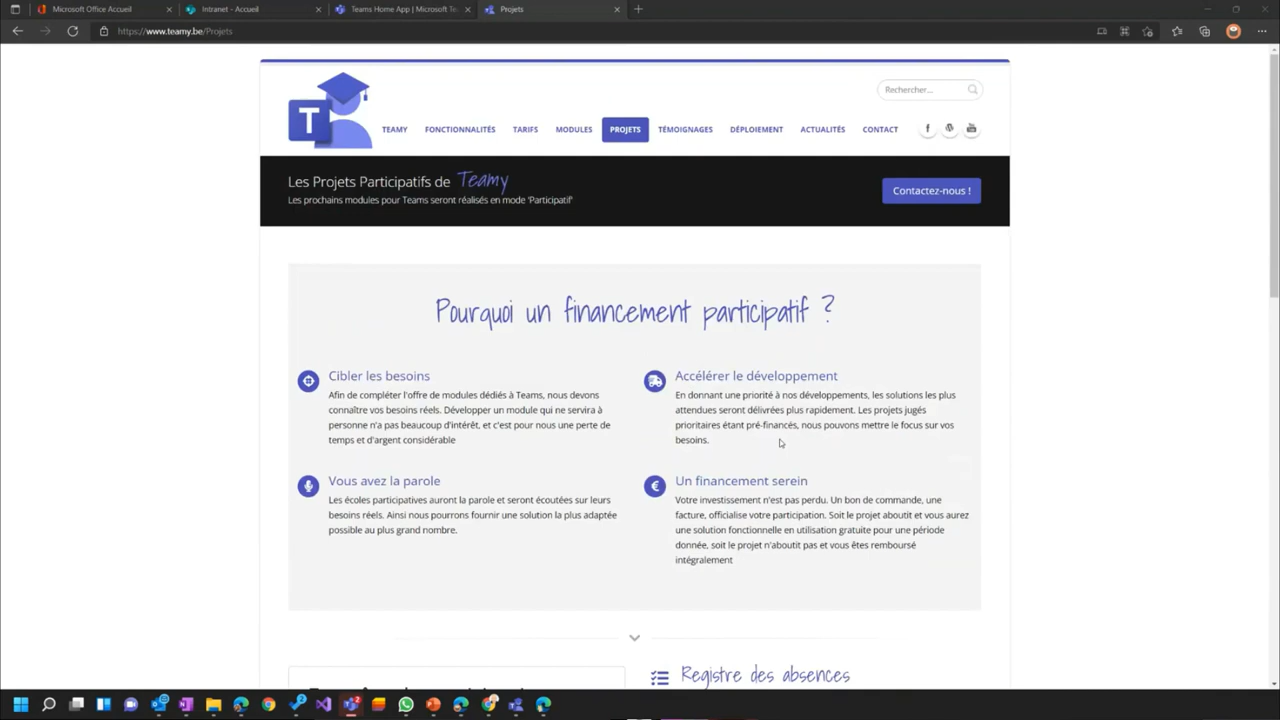 Microsoft Office Accueil
Intranet - Accueil
Teams Home App | Microsoft Te
Projets
https://www.teamy.be/Projets
Rechercher...
T
TEAMY
FONCTIONNALITÉS
TARIFS
MODULES
PROJETS
TÉMOIGNAGES
DÉPLOIEMENT
ACTUALITÉS
CONTACT
Les Projets Participatifs de Teamy
Les prochains modules pour Teams seront réalisés en mode 'Participatif'
Contactez-nous !
Pourquoi un financement participatif ?
Cibler les besoins
Afin de compléter l'offre de modules dédiés à Teams, nous devons
connaître vos besoins réels. Développer un module qui ne servira à
personne n'a pas beaucoup d'intérêt, et c'est pour nous une perte de
temps et d'argent considérable
Accélérer le développement
En donnant une priorité à nos développements, les solutions les plus
attendues seront délivrées plus rapidement. Les projets jugés
prioritaires étant pré-financés, nous pouvons mettre le focus sur vos
besoins.
Vous avez la parole
Les écoles participatives auront la parole et seront écoutées sur leurs
besoins réels. Ainsi nous pourrons fournir une solution la plus adaptée
possible au plus grand nombre.
Un financement serein
Votre investissement n'est pas perdu. Un bon de commande, une
facture, officialise votre participation. Soit le projet aboutit et vous aurez
une solution fonctionnelle en utilisation gratuite pour une période
donnée, soit le projet n'aboutit pas et vous êtes remboursé
intégralement
Registre des absences